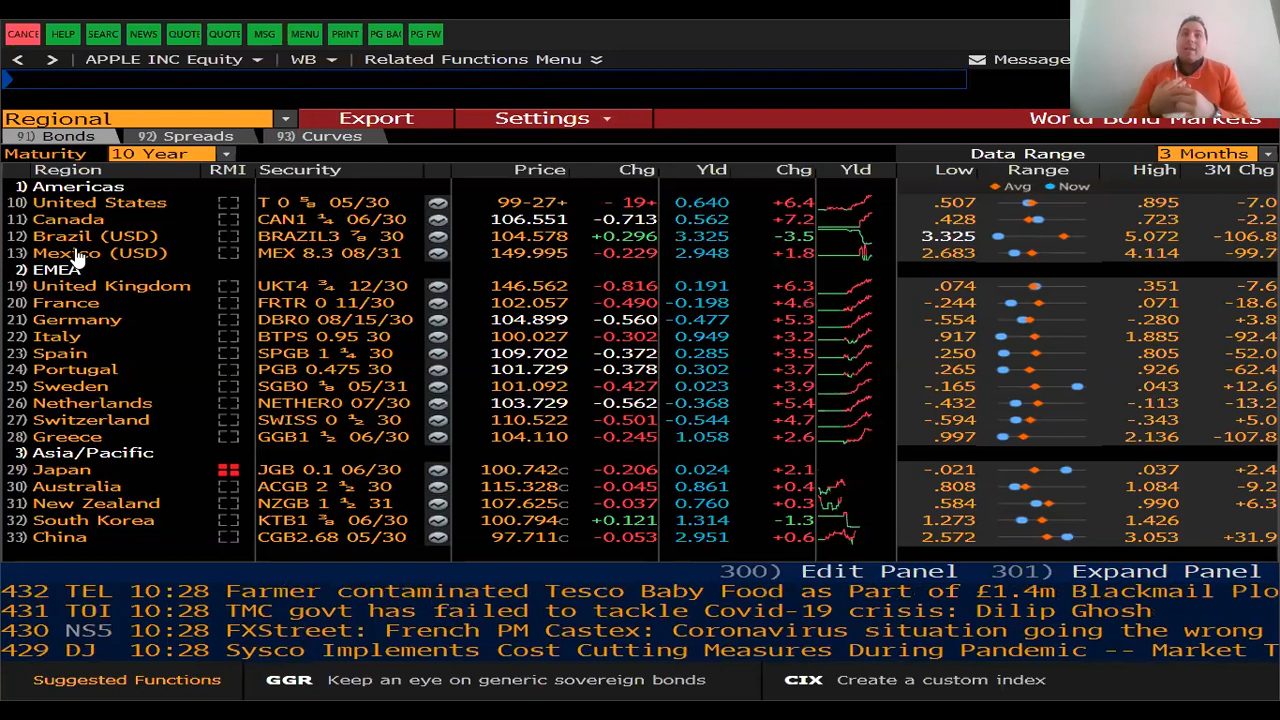 CANCE HELP SEARC NEWS QUOTE QUOTE MSG MENU PRINT PG BAC PG FW
< > APPLE INC Equity WB Related Functions Menu Message
Regional Export Settings World Bond Markets
91) Bonds 92) Spreads 93) Curves
Maturity 10 Year Data Range 3 Months
Region RMI Security Price Chg Yld Chg Yld Low Range High 3M Chg
1) Americas Avg Now
10) United States T 0 ⅝ 05/30 99-27+ - 19+ 0.640 +6.4 .507 .895 -7.0
11) Canada CAN1 ¼ 06/30 106.551 -0.713 0.562 +7.2 .428 .723 -2.2
12) Brazil (USD) BRAZIL3 ⅞ 30 104.578 +0.296 3.325 -3.5 3.325 5.072 -106.8
13) Mexico (USD) MEX 8.3 08/31 149.995 -0.229 2.948 +1.8 2.683 4.114 -99.7
2) EMEA
19) United Kingdom UKT4 ¾ 12/30 146.562 -0.816 0.191 +6.3 .074 .351 -7.6
20) France FRTR 0 11/30 102.057 -0.490 -0.198 +4.6 -.244 .071 -18.6
21) Germany DBR0 08/15/30 104.899 -0.560 -0.477 +5.3 -.554 -.280 +3.8
22) Italy BTPS 0.95 30 100.027 -0.302 0.949 +3.2 .917 1.885 -92.4
23) Spain SPGB 1 ¼ 30 109.702 -0.372 0.285 +3.5 .250 .805 -52.0
24) Portugal PGB 0.475 30 101.729 -0.378 0.302 +3.7 .265 .926 -62.4
25) Sweden SGB0 ⅛ 05/31 101.092 -0.427 0.023 +3.9 -.165 .043 +12.6
26) Netherlands NETHER0 07/30 103.729 -0.562 -0.368 +5.4 -.432 -.113 -13.2
27) Switzerland SWISS 0 ½ 30 110.522 -0.501 -0.544 +4.7 -.594 -.343 +5.0
28) Greece GGB1 ½ 06/30 104.110 -0.245 1.058 +2.6 .997 2.136 -107.8
3) Asia/Pacific
29) Japan JGB 0.1 06/30 100.742c -0.206 0.024 +2.1 -.021 .037 +2.4
30) Australia ACGB 2 ½ 30 115.328c -0.045 0.861 +0.4 .808 1.084 -9.2
31) New Zealand NZGB 1 ½ 31 107.625c -0.037 0.760 +0.3 .584 .990 +6.3
32) South Korea KTB1 ⅜ 06/30 100.794c +0.121 1.314 -1.3 1.273 1.426
33) China CGB2.68 05/30 97.711c -0.053 2.951 +0.6 2.572 3.053 +31.9
300) Edit Panel 301) Expand Panel
432 TEL 10:28 Farmer contaminated Tesco Baby Food as Part of £1.4m Blackmail Plo
431 TOI 10:28 TMC govt has failed to tackle Covid-19 crisis: Dilip Ghosh
430 NS5 10:28 FXStreet: French PM Castex: Coronavirus situation going the wrong
429 DJ 10:28 Sysco Implements Cost Cutting Measures During Pandemic -- Market T
Suggested Functions GGR Keep an eye on generic sovereign bonds CIX Create a custom index